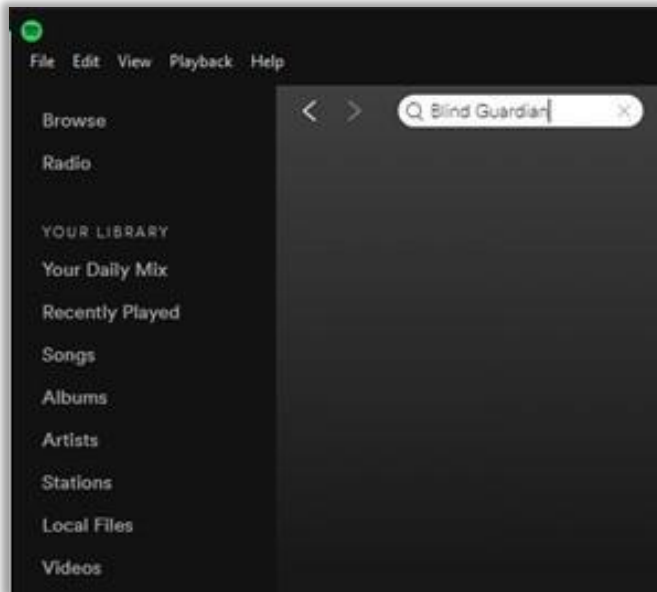 File Edit View Playback Help
Blind Guardian
Browse
Radio
YOUR LIBRARY
Your Daily Mix
Recently Played
Songs
Albums
Artists
Stations
Local Files
Videos